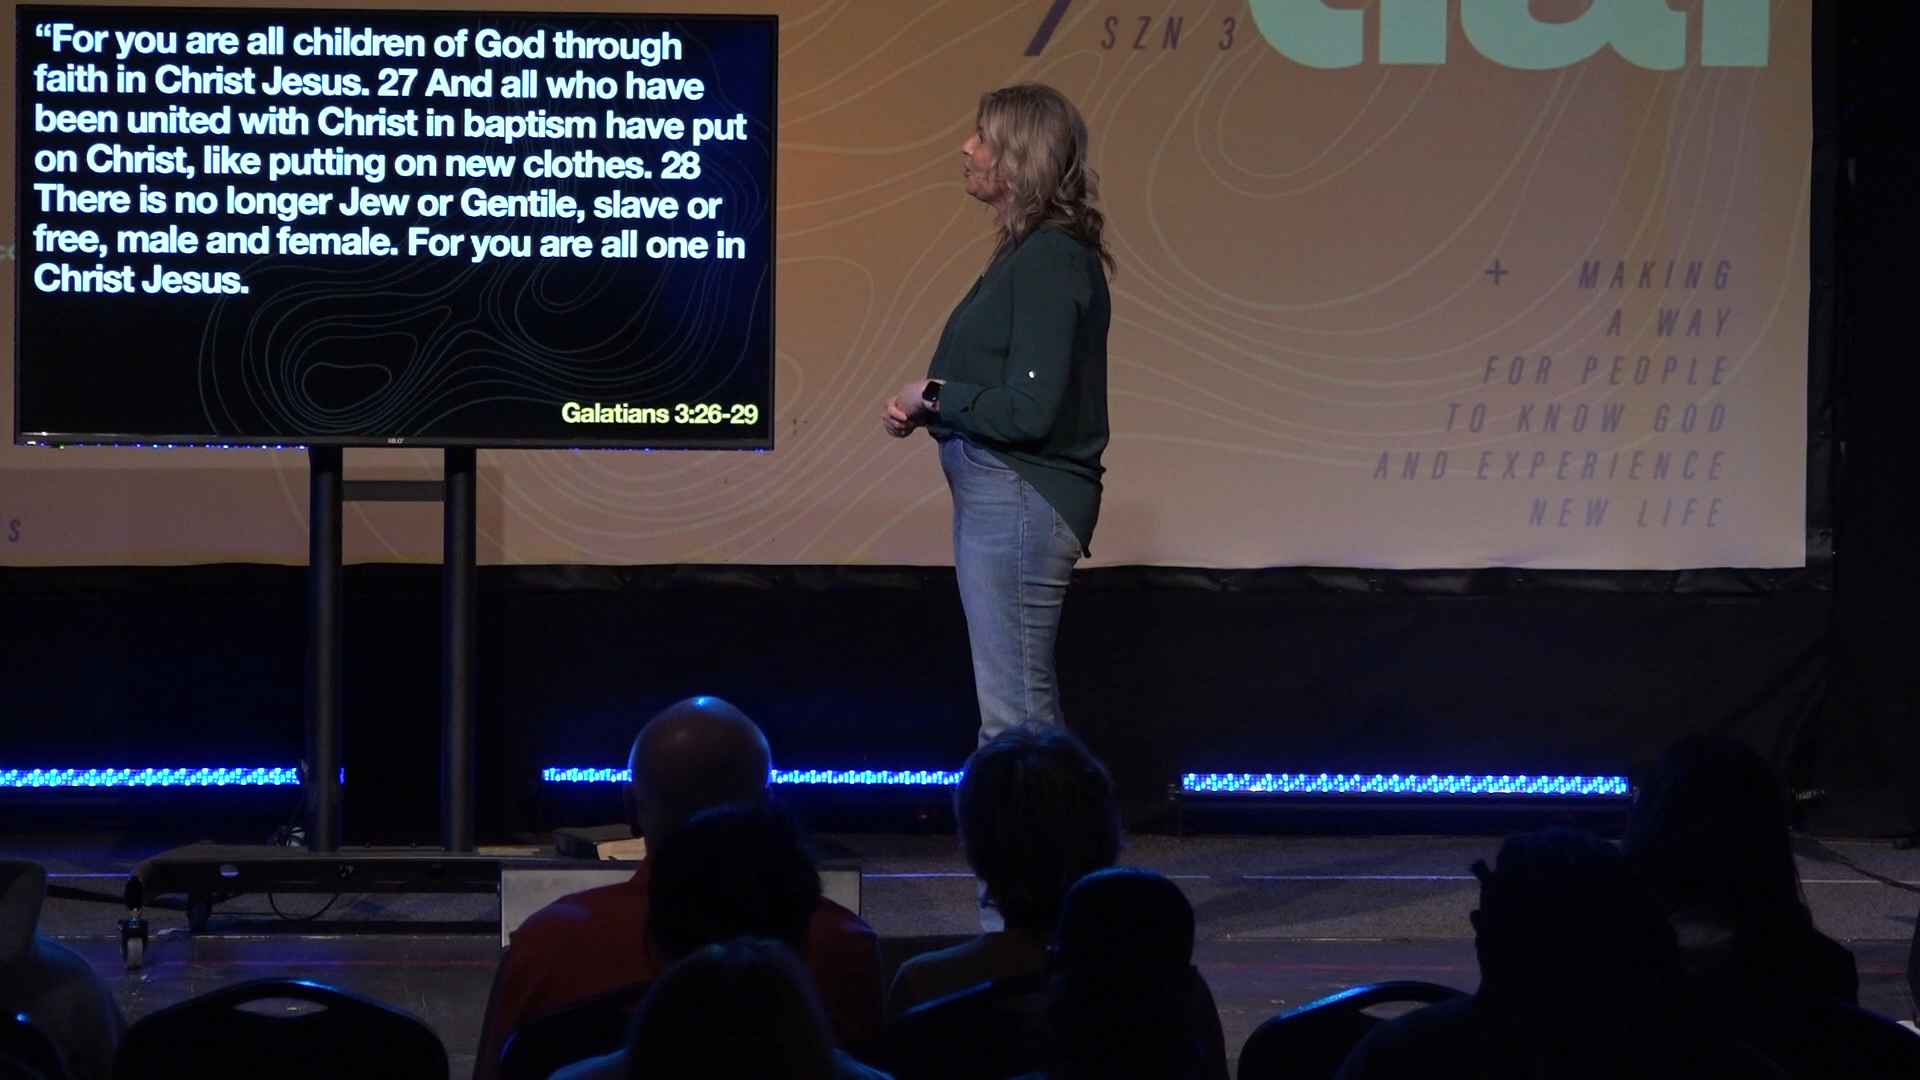 “For you are all children of God through
faith in Christ Jesus. 27 And all who have
been united with Christ in baptism have put
on Christ, like putting on new clothes. 28
There is no longer Jew or Gentile, slave or
free, male and female. For you are all one in
Christ Jesus.
Galatians 3:26-29
/ SZN 3
+ MAKING
A WAY
FOR PEOPLE
TO KNOW GOD
AND EXPERIENCE
NEW LIFE